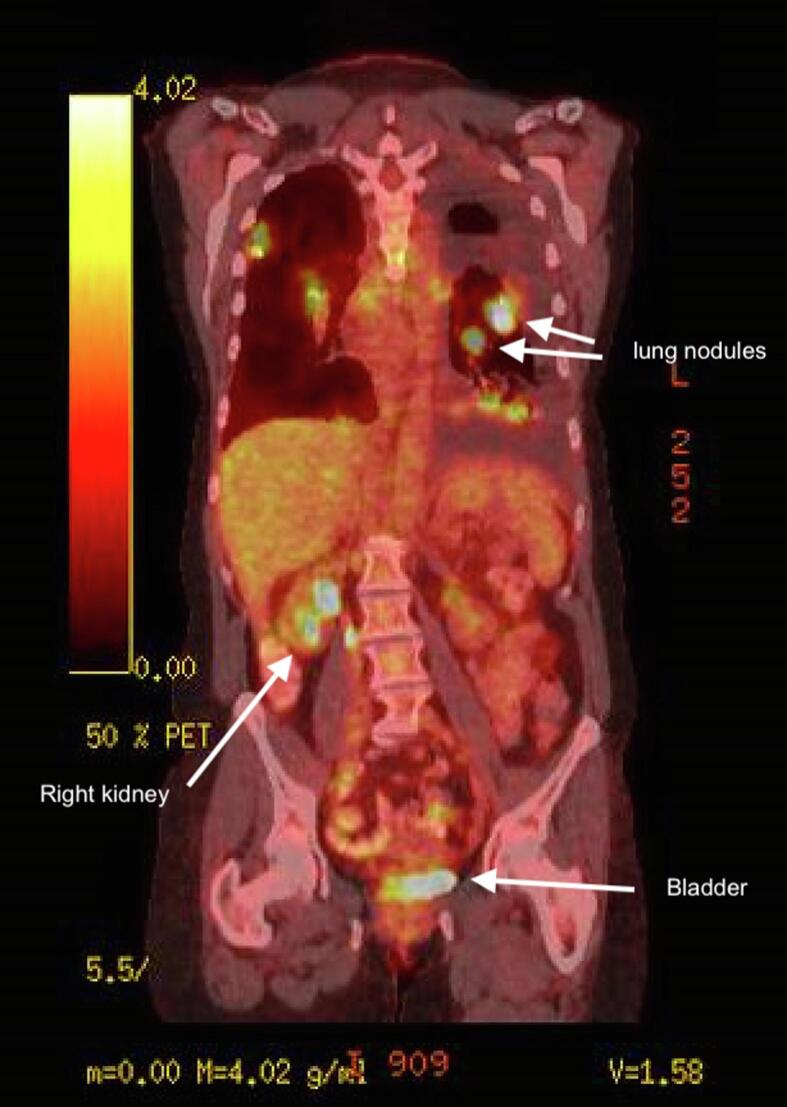 4.02
lung nodules
L
2
5
2
0.00
50 % PET
Right kidney
Bladder
5.5/
m=0.00 M=4.02 g/ml
I 909
V=1.58